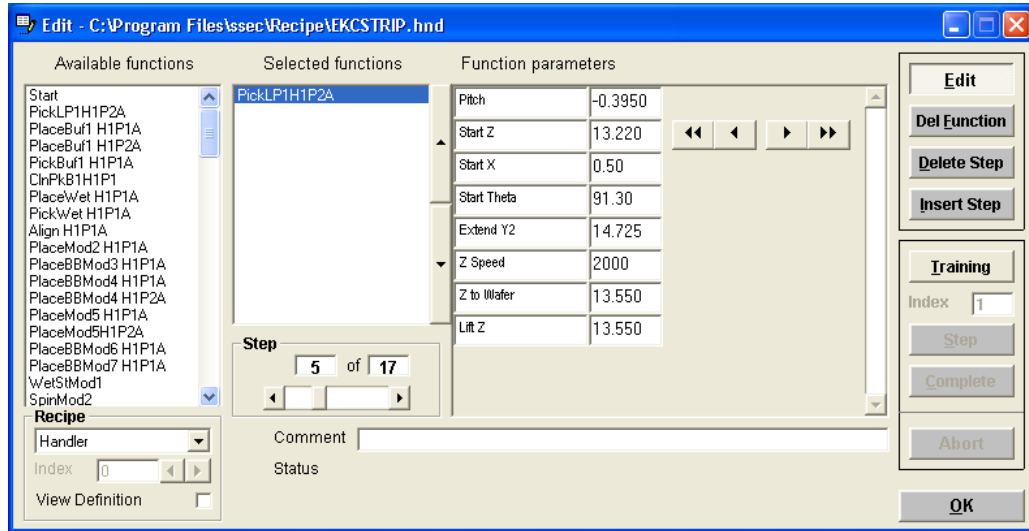 Edit - C:\Program Files\ssec\Recipe\EKCSTRIP.hnd
Available functions
Start
PickLP1H1P2A
PlaceBuf1 H1P1A
PlaceBuf1 H1P2A
PickBuf1 H1P1A
ClnPkB1H1P1
PlaceWet H1P1A
PickWet H1P1A
Align H1P1A
PlaceMod2 H1P1A
PlaceBBMod3 H1P1A
PlaceBBMod4 H1P1A
PlaceBBMod4 H1P2A
PlaceMod5 H1P1A
PlaceMod5H1P2A
PlaceBBMod6 H1P1A
PlaceBBMod7 H1P1A
WetStMod1
SpinMod2
Recipe
Handler
Index 0
View Definition
Selected functions
PickLP1H1P2A
Step
5 of 17
Function parameters
Pitch -0.3950
Start Z 13.220
Start X 0.50
Start Theta 91.30
Extend Y2 14.725
Z Speed 2000
Z to Wafer 13.550
Lift Z 13.550
Comment
Status
Edit
Del Function
Delete Step
Insert Step
Training
Index 1
Step
Complete
Abort
OK